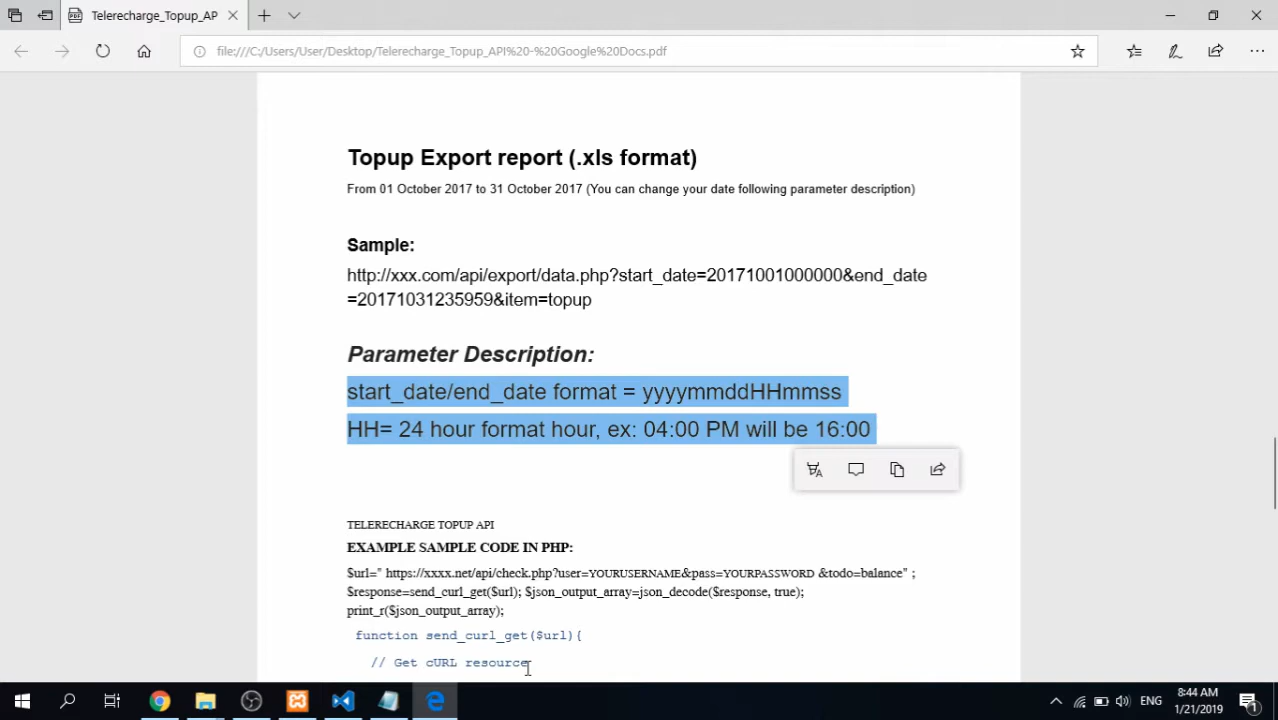 Telerecharge_Topup_AP
file:///C:/Users/User/Desktop/Telerecharge_Topup_API%20-%20Google%20Docs.pdf
Topup Export report (.xls format)
From 01 October 2017 to 31 October 2017 (You can change your date following parameter description)
Sample:
http://xxx.com/api/export/data.php?start_date=20171001000000&end_date
=20171031235959&item=topup
Parameter Description:
start_date/end_date format = yyyymmddHHmmss
HH= 24 hour format hour, ex: 04:00 PM will be 16:00
TELERECHARGE TOPUP API
EXAMPLE SAMPLE CODE IN PHP:
$url=" https://xxxx.net/api/check.php?user=YOURUSERNAME&pass=YOURPASSWORD &todo=balance" ;
$response=send_curl_get($url); $json_output_array=json_decode($response, true);
print_r($json_output_array);
function send_curl_get($url){
// Get cURL resource
ENG
8:44 AM
1/21/2019
1